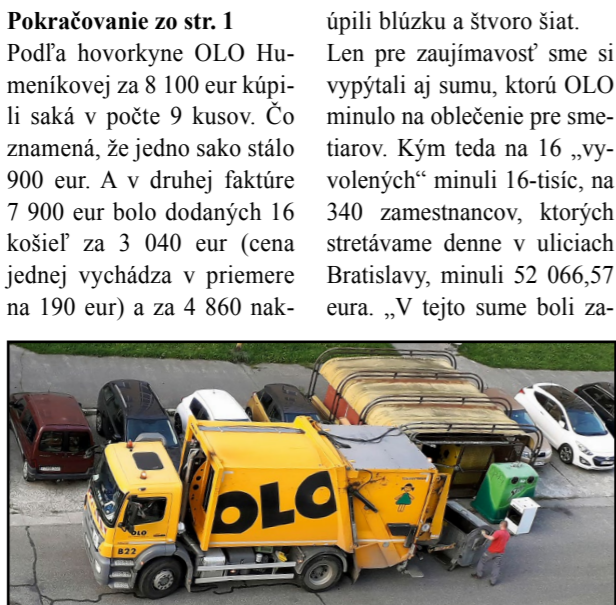 Pokračovanie zo str. 1
Podľa hovorkyne OLO Hu-
meníkovej za 8 100 eur kúpi-
li saká v počte 9 kusov. Čo
znamená, že jedno sako stálo
900 eur. A v druhej faktúre
7 900 eur bolo dodaných 16
košieľ za 3 040 eur (cena
jednej vychádza v priemere
na 190 eur) a za 4 860 nak-
úpili blúzku a štvoro šiat.
Len pre zaujímavosť sme si
vypýtali aj sumu, ktorú OLO
minulo na oblečenie pre sme-
tiarov. Kým teda na 16 „vy-
volených“ minuli 16-tisíc, na
340 zamestnancov, ktorých
stretávame denne v uliciach
Bratislavy, minuli 52 066,57
eura. „V tejto sume boli za-
OLO
OLO
B22